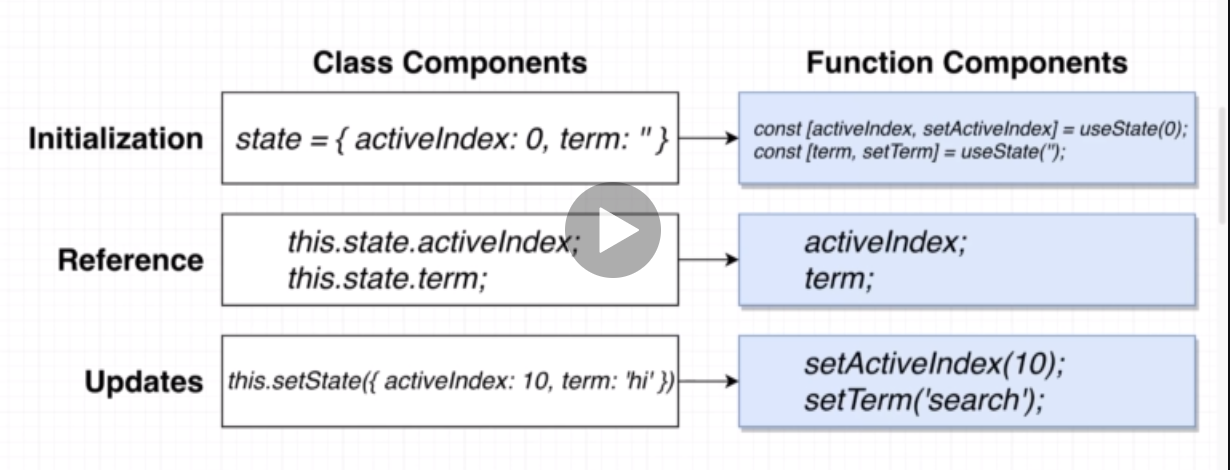 Class Components
Function Components
Initialization
state = { activeIndex: 0, term: '' }
const [activeIndex, setActiveIndex] = useState(0);
const [term, setTerm] = useState('');
Reference
this.state.activeIndex;
this.state.term;
activeIndex;
term;
Updates
this.setState({ activeIndex: 10, term: 'hi' })
setActiveIndex(10);
setTerm('search');